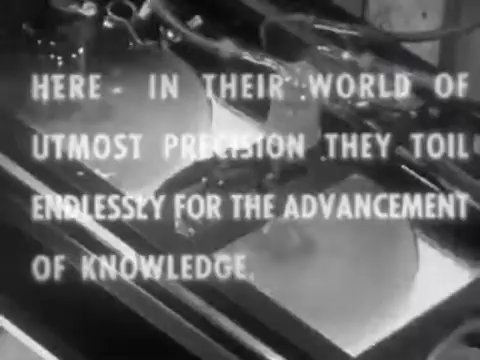 HERE - IN THEIR WORLD OF
UTMOST PRECISION THEY TOIL
ENDLESSLY FOR THE ADVANCEMENT
OF KNOWLEDGE.